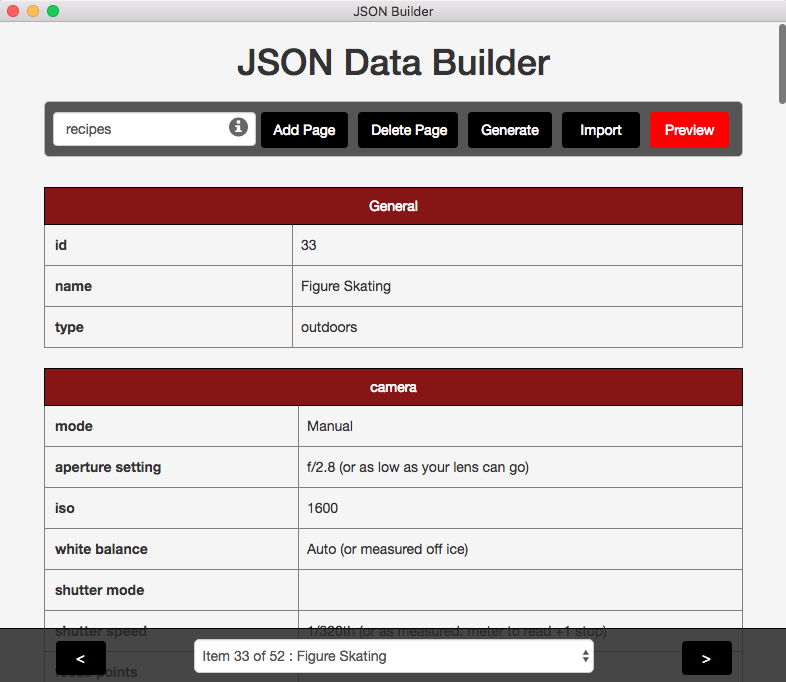 JSON Builder
JSON Data Builder
recipes Add Page Delete Page Generate Import Preview
General
id 33
name Figure Skating
type outdoors
camera
mode Manual
aperture setting f/2.8 (or as low as your lens can go)
iso 1600
white balance Auto (or measured off ice)
shutter mode
shutter speed 1/320th (or as measured. meter to read +1 stop)
< Item 33 of 52 : Figure Skating >
points